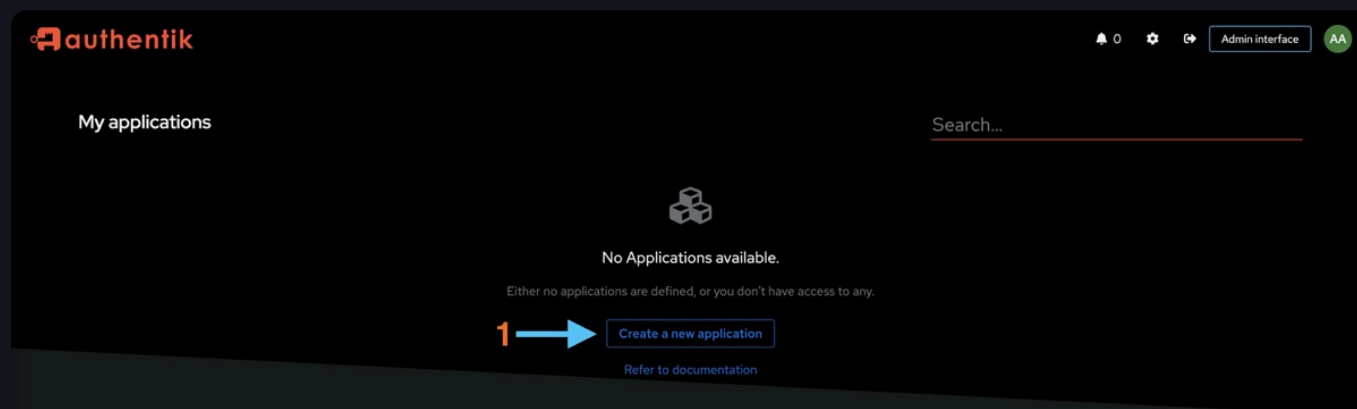 authentik
0
Admin interface
AA
My applications
Search...
No Applications available.
Either no applications are defined, or you don't have access to any.
1
Create a new application
Refer to documentation